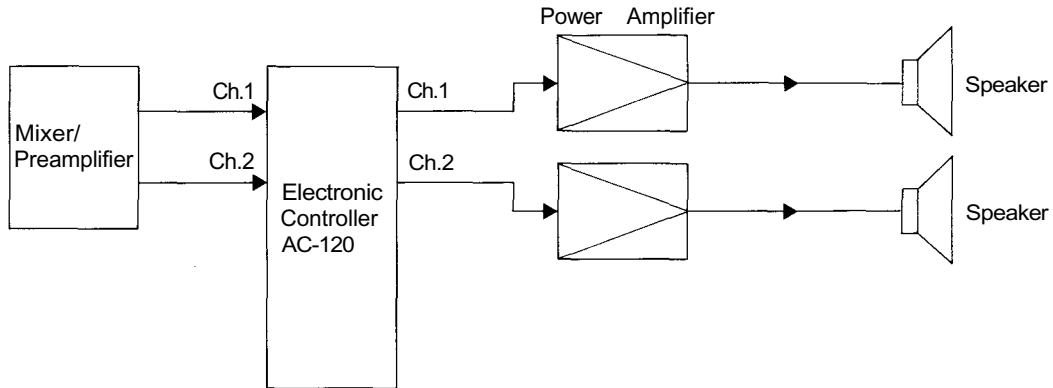 Power Amplifier
Mixer/
Preamplifier
Ch.1
Ch.2
Electronic
Controller
AC-120
Ch.1
Ch.2
Speaker
Speaker